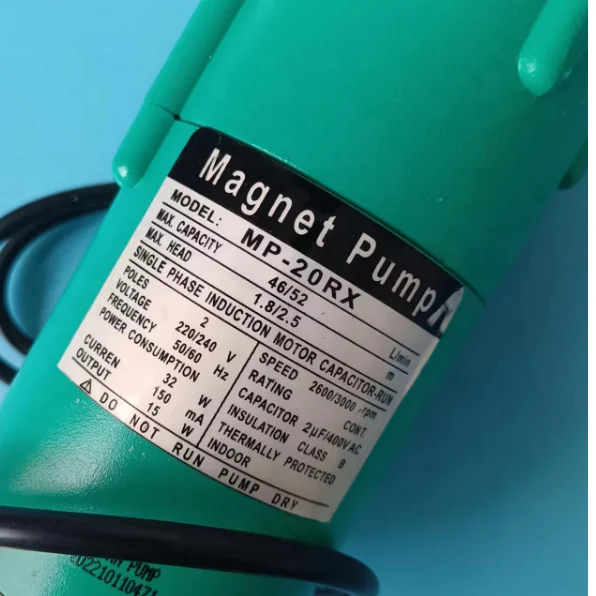 Magnet Pump
MODEL: MP-20RX
MAX. CAPACITY 46/52 L/min
MAX. HEAD 1.8/2.5 m
SINGLE PHASE INDUCTION MOTOR CAPACITOR-RUN
POLES 2
VOLTAGE 220/240 V
FREQUENCY 50/60 Hz
POWER CONSUMPTION 32 W
CURREN 150 mA
OUTPUT 15 W
SPEED 2600/3000 rpm
RATING CONT.
CAPACITOR 2μF/400VAC
INSULATION CLASS B
THERMALLY PROTECTED
INDOOR
⚠ DO NOT RUN PUMP DRY
PUMP